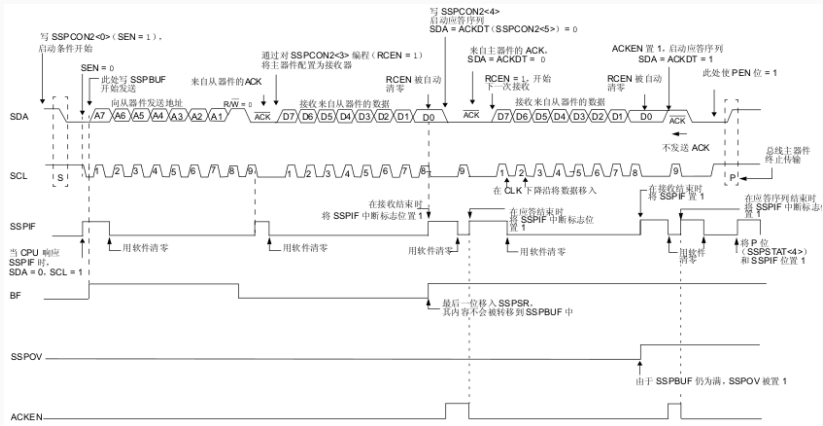 写 SSPCON2<4>
启动应答序列
SDA = ACKDT (SSPCON2<5>) = 0
写 SSPCON2<0> (SEN = 1),
启动条件开始
SEN = 0
此处写 SSPBUF
开始发送
向从器件发送地址
R/W = 0
来自从器件的ACK
通过对 SSPCON2<3> 编程 (RCEN = 1)
将主器件配置为接收器
接收来自从器件的数据
RCEN 被自动
清零
来自主器件的 ACK,
SDA = ACKDT = 0
RCEN = 1, 开始
下一次接收
接收来自从器件的数据
RCEN 被自动
清零
ACKEN 置 1, 启动应答序列
SDA = ACKDT = 1
此处使 PEN 位 = 1
SDA
A7 A6 A5 A4 A3 A2 A1
ACK
D7 D6 D5 D4 D3 D2 D1 D0
ACK
D7 D6 D5 D4 D3 D2 D1 D0
ACK
不发送 ACK
SCL
S
1 2 3 4 5 6 7 8 9
1 2 3 4 5 6 7 8 9
1 2 3 4 5 6 7 8 9
P
总线主器件
终止传输
在 CLK 下降沿将数据移入
SSPIF
在接收结束时
将 SSPIF 中断标志位置 1
在应答结束时
将 SSPIF 中断标志位置
1
在接收结束时
将 SSPIF 置 1
在应答序列结束时
将 SSPIF 中断标志位
置 1
当 CPU 响应
SSPIF 时,
SDA = 0, SCL = 1
用软件清零
用软件清零
用软件清零
用软件清零
用软件
清零
将 P 位
(SSPSTAT<4>)
和 SSPIF 位置 1
BF
最后一位移入 SSPSR,
其内容不会被转移到 SSPBUF 中
SSPOV
由于 SSPBUF 仍为满, SSPOV 被置 1
ACKEN